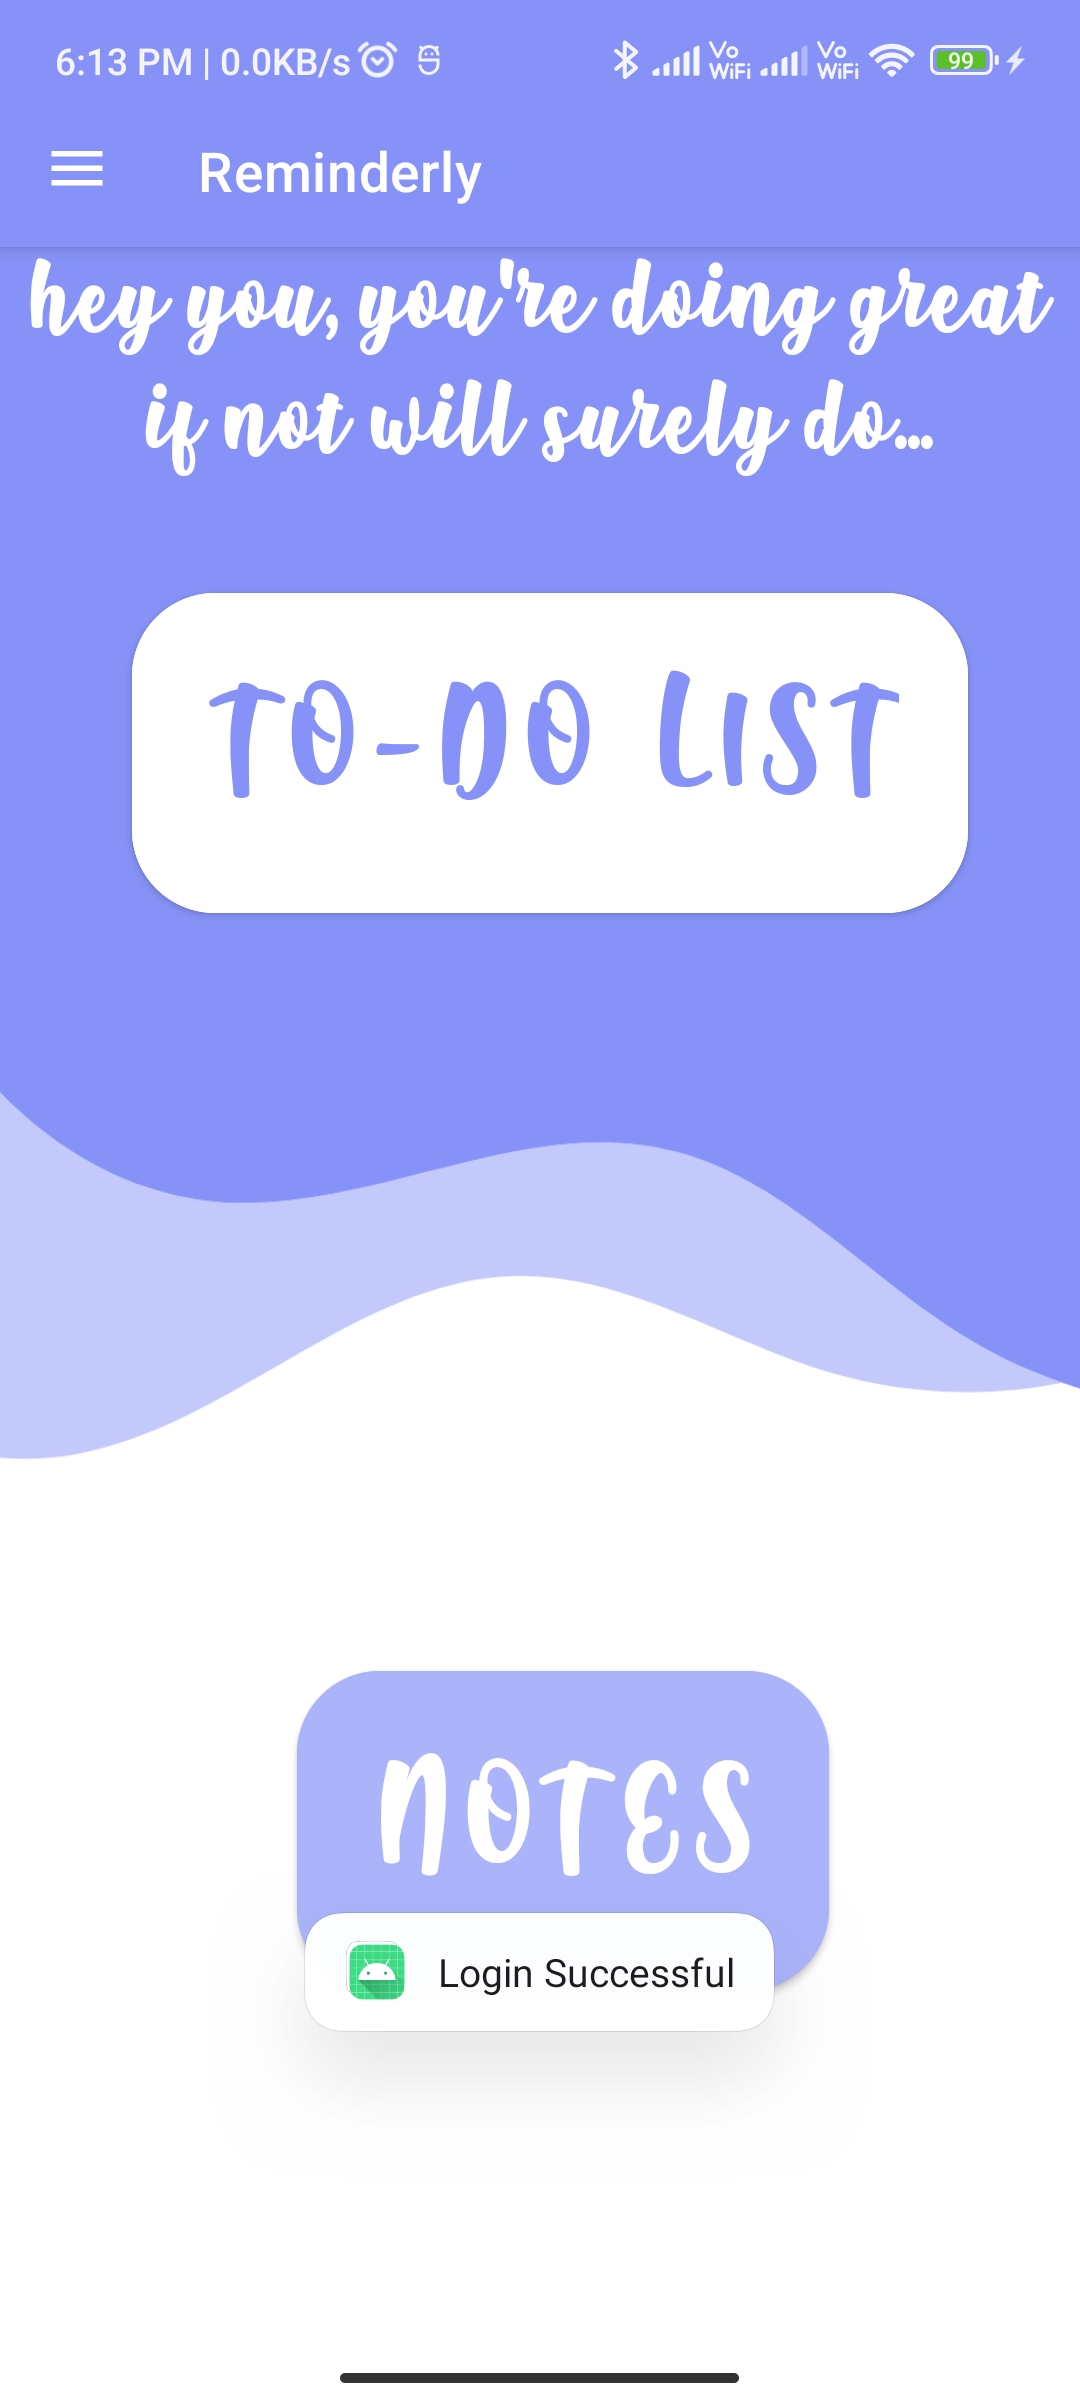 6:13 PM | 0.0KB/s Vo WiFi Vo WiFi 99
Reminderly
hey you, you're doing great
if not will surely do...
TO-DO LIST
NOTES
Login Successful